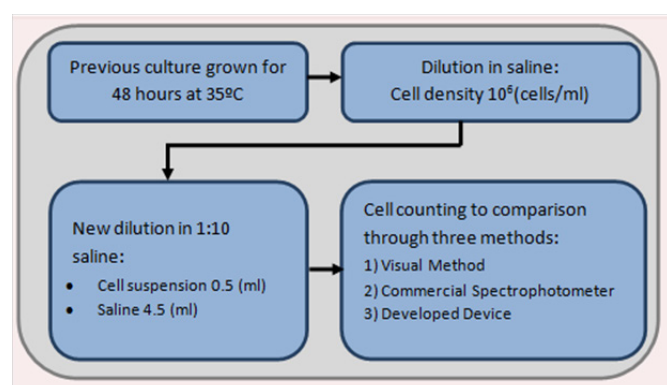 Previous culture grown for
48 hours at 35ºC
Dilution in saline:
Cell density 10⁶(cells/ml)
New dilution in 1:10
saline:
• Cell suspension 0.5 (ml)
• Saline 4.5 (ml)
Cell counting to comparison
through three methods:
1) Visual Method
2) Commercial Spectrophotometer
3) Developed Device